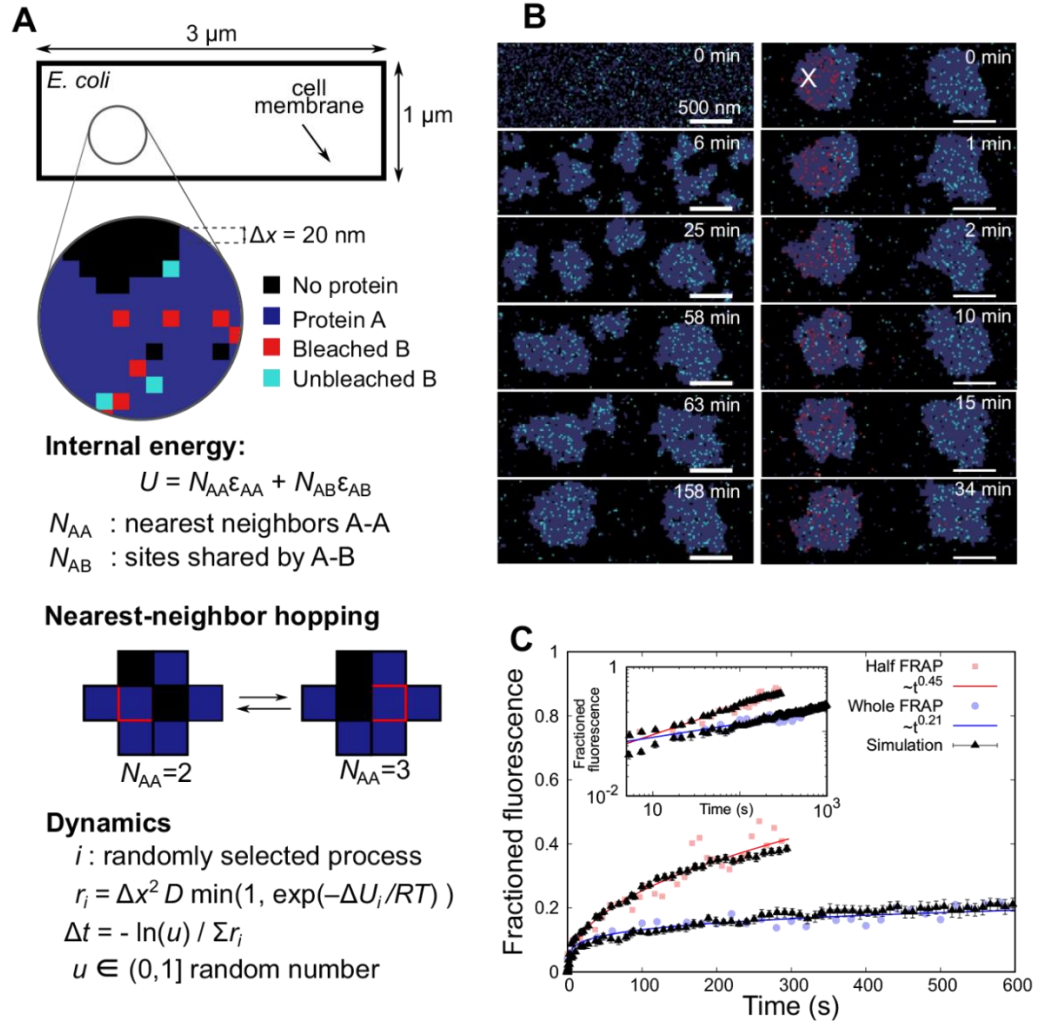 A
3 µm
E. coli
cell
membrane
1 µm
Δx = 20 nm
No protein
Protein A
Bleached B
Unbleached B
Internal energy:
U = N_AA ε_AA + N_AB ε_AB
N_AA : nearest neighbors A-A
N_AB : sites shared by A-B
Nearest-neighbor hopping
N_AA=2
N_AA=3
Dynamics
i : randomly selected process
r_i = Δx² D min(1, exp(–ΔU_i/RT) )
Δt = - ln(u) / Σr_i
u ∈ (0,1] random number
B
0 min
500 nm
6 min
25 min
58 min
63 min
158 min
X
0 min
1 min
2 min
10 min
15 min
34 min
C
Fractioned fluorescence
1
0.8
0.6
0.4
0.2
0
0
100
200
300
400
500
600
Time (s)
Half FRAP
~t^0.45
Whole FRAP
~t^0.21
Simulation
Fractioned
fluorescence
1
10^-2
10
Time (s)
10^3